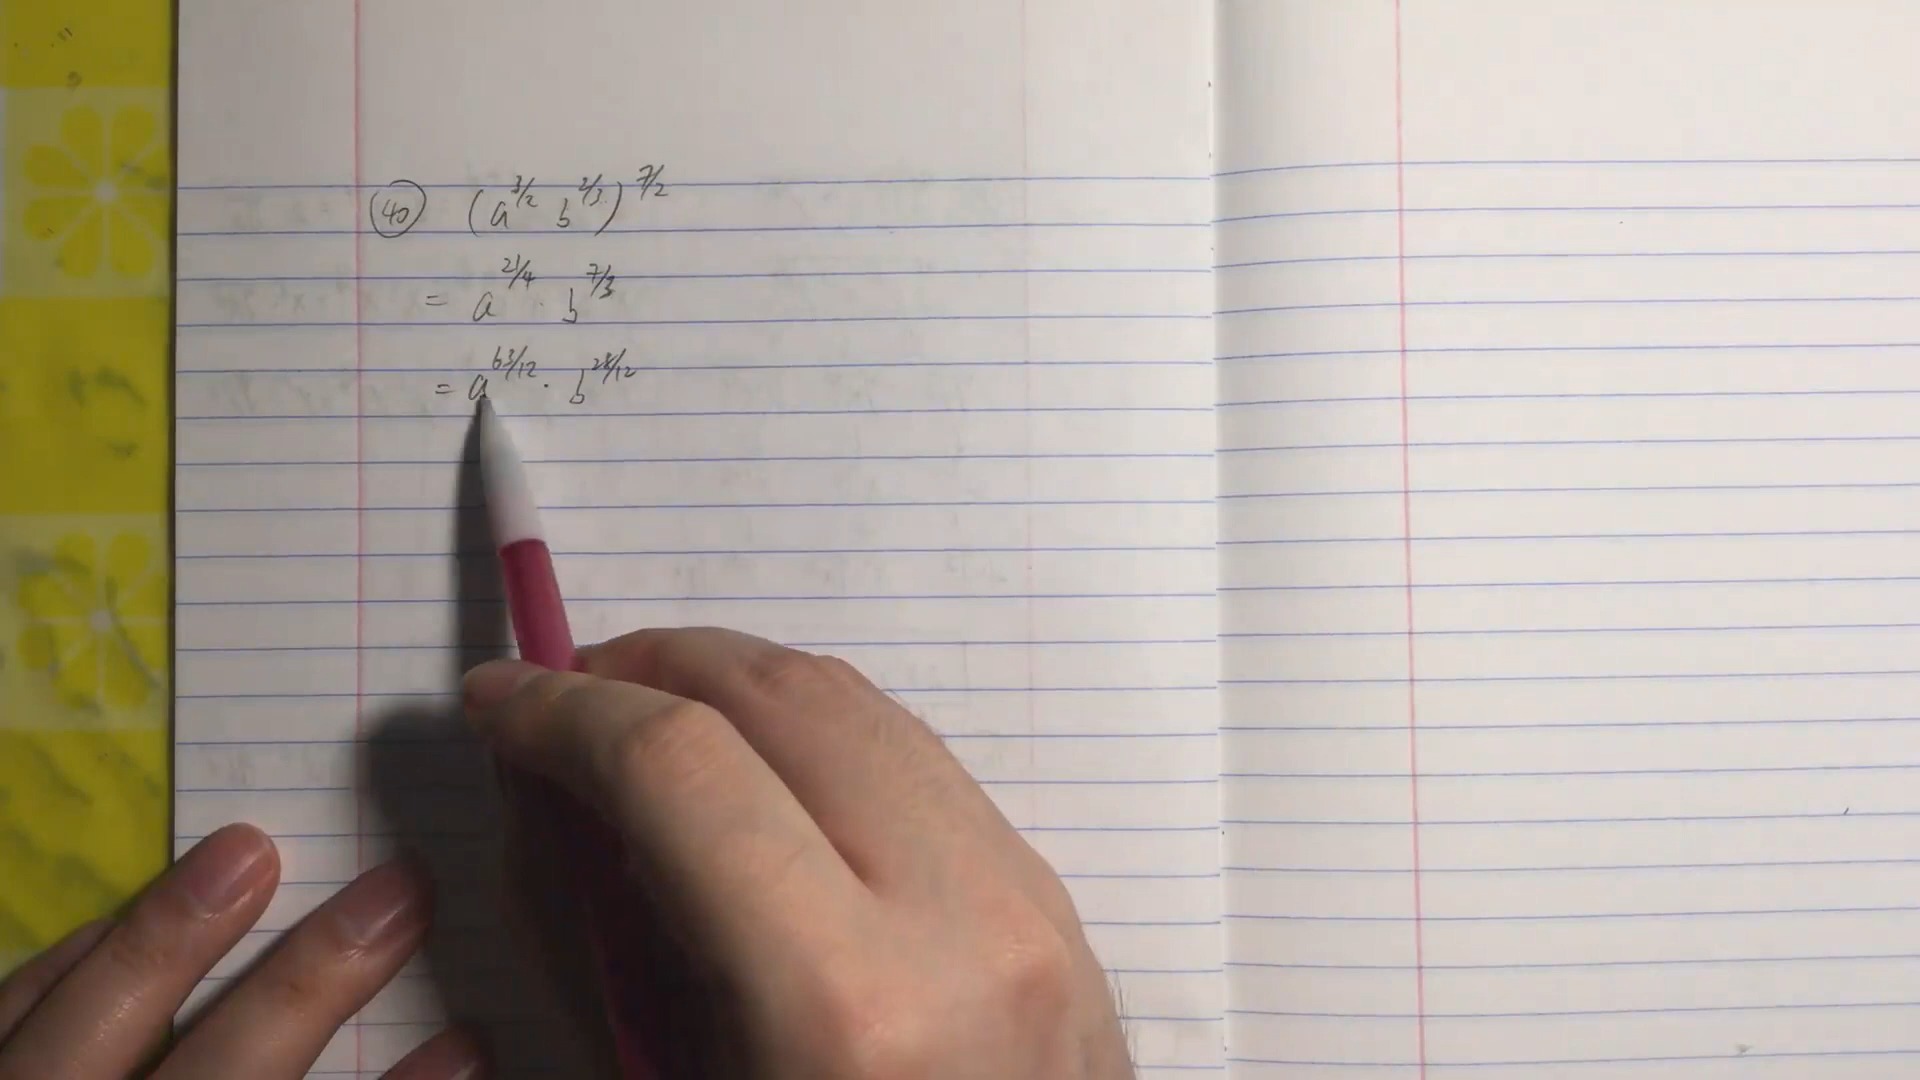 (40) (a^3/2 b^2/3)^7/2
= a^21/4 · b^7/3
= a^63/12 · b^28/12